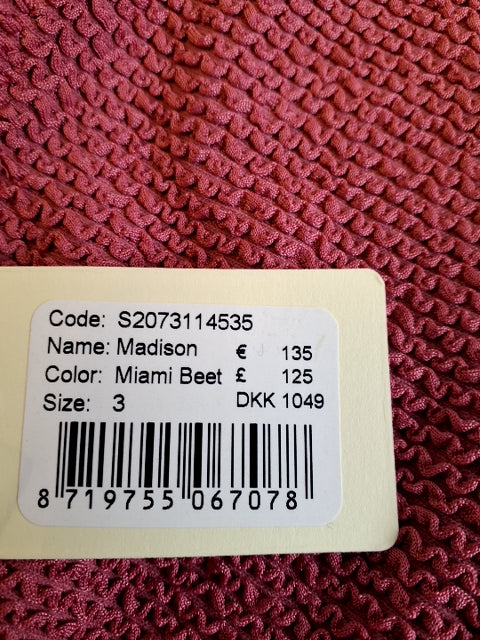 Code: S2073114535
Name: Madison € 135
Color: Miami Beet £ 125
Size: 3 DKK 1049
8 719755 067078